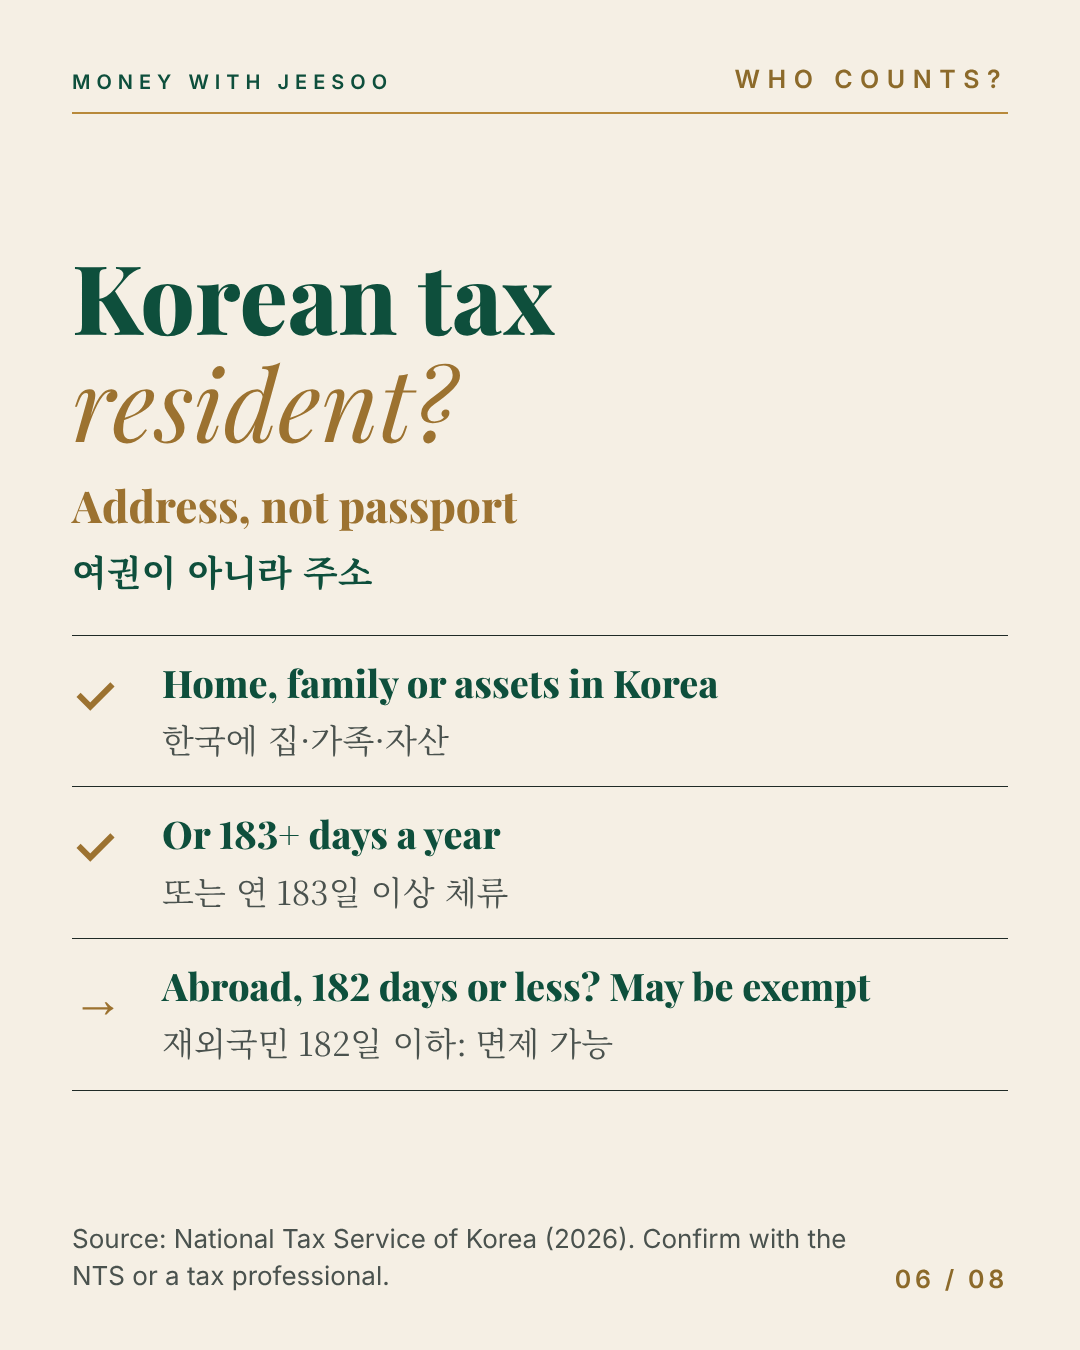 MONEY WITH JEESOO
WHO COUNTS?
Korean tax
resident?
Address, not passport
여권이 아니라 주소
Home, family or assets in Korea
한국에 집·가족·자산
Or 183+ days a year
또는 연 183일 이상 체류
→ Abroad, 182 days or less? May be exempt
재외국민 182일 이하: 면제 가능
Source: National Tax Service of Korea (2026). Confirm with the
NTS or a tax professional.
06 / 08